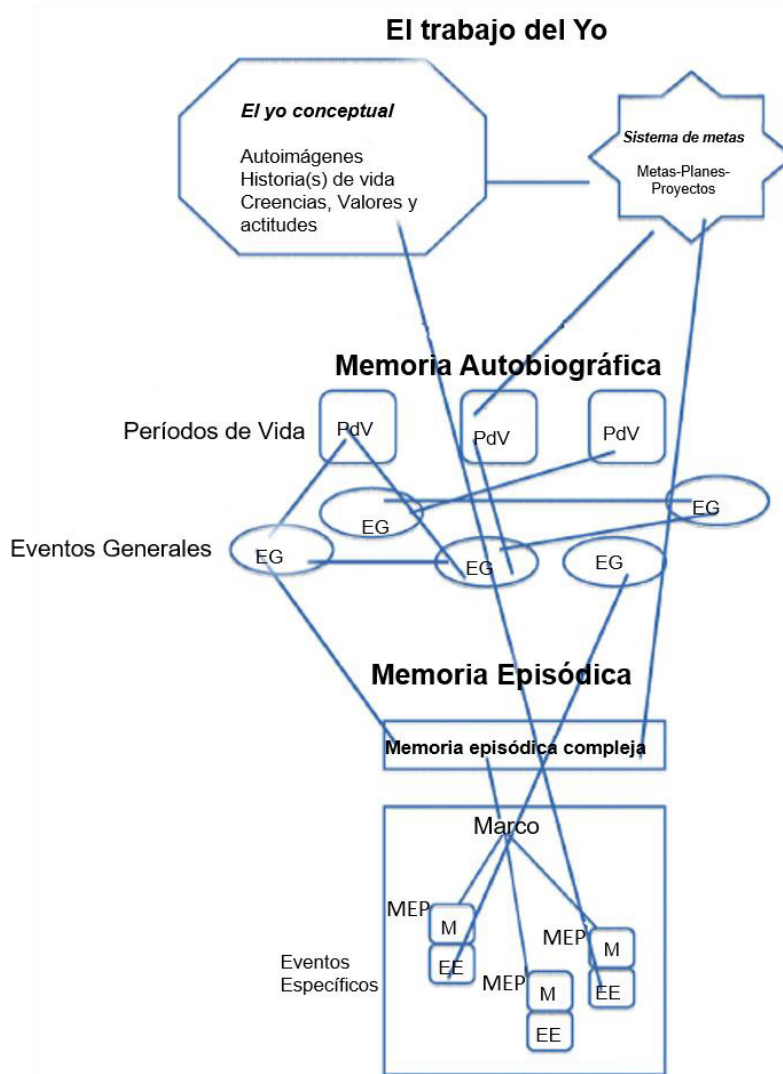 El trabajo del Yo
El yo conceptual
Autoimágenes
Historia(s) de vida
Creencias, Valores y
actitudes
Sistema de metas
Metas-Planes-
Proyectos
Memoria Autobiográfica
Períodos de Vida
PdV
PdV
PdV
Eventos Generales
EG
EG
EG
EG
EG
Memoria Episódica
Memoria episódica compleja
Marco
MEP
M
EE
MEP
M
EE
MEP
M
EE
Eventos
Específicos